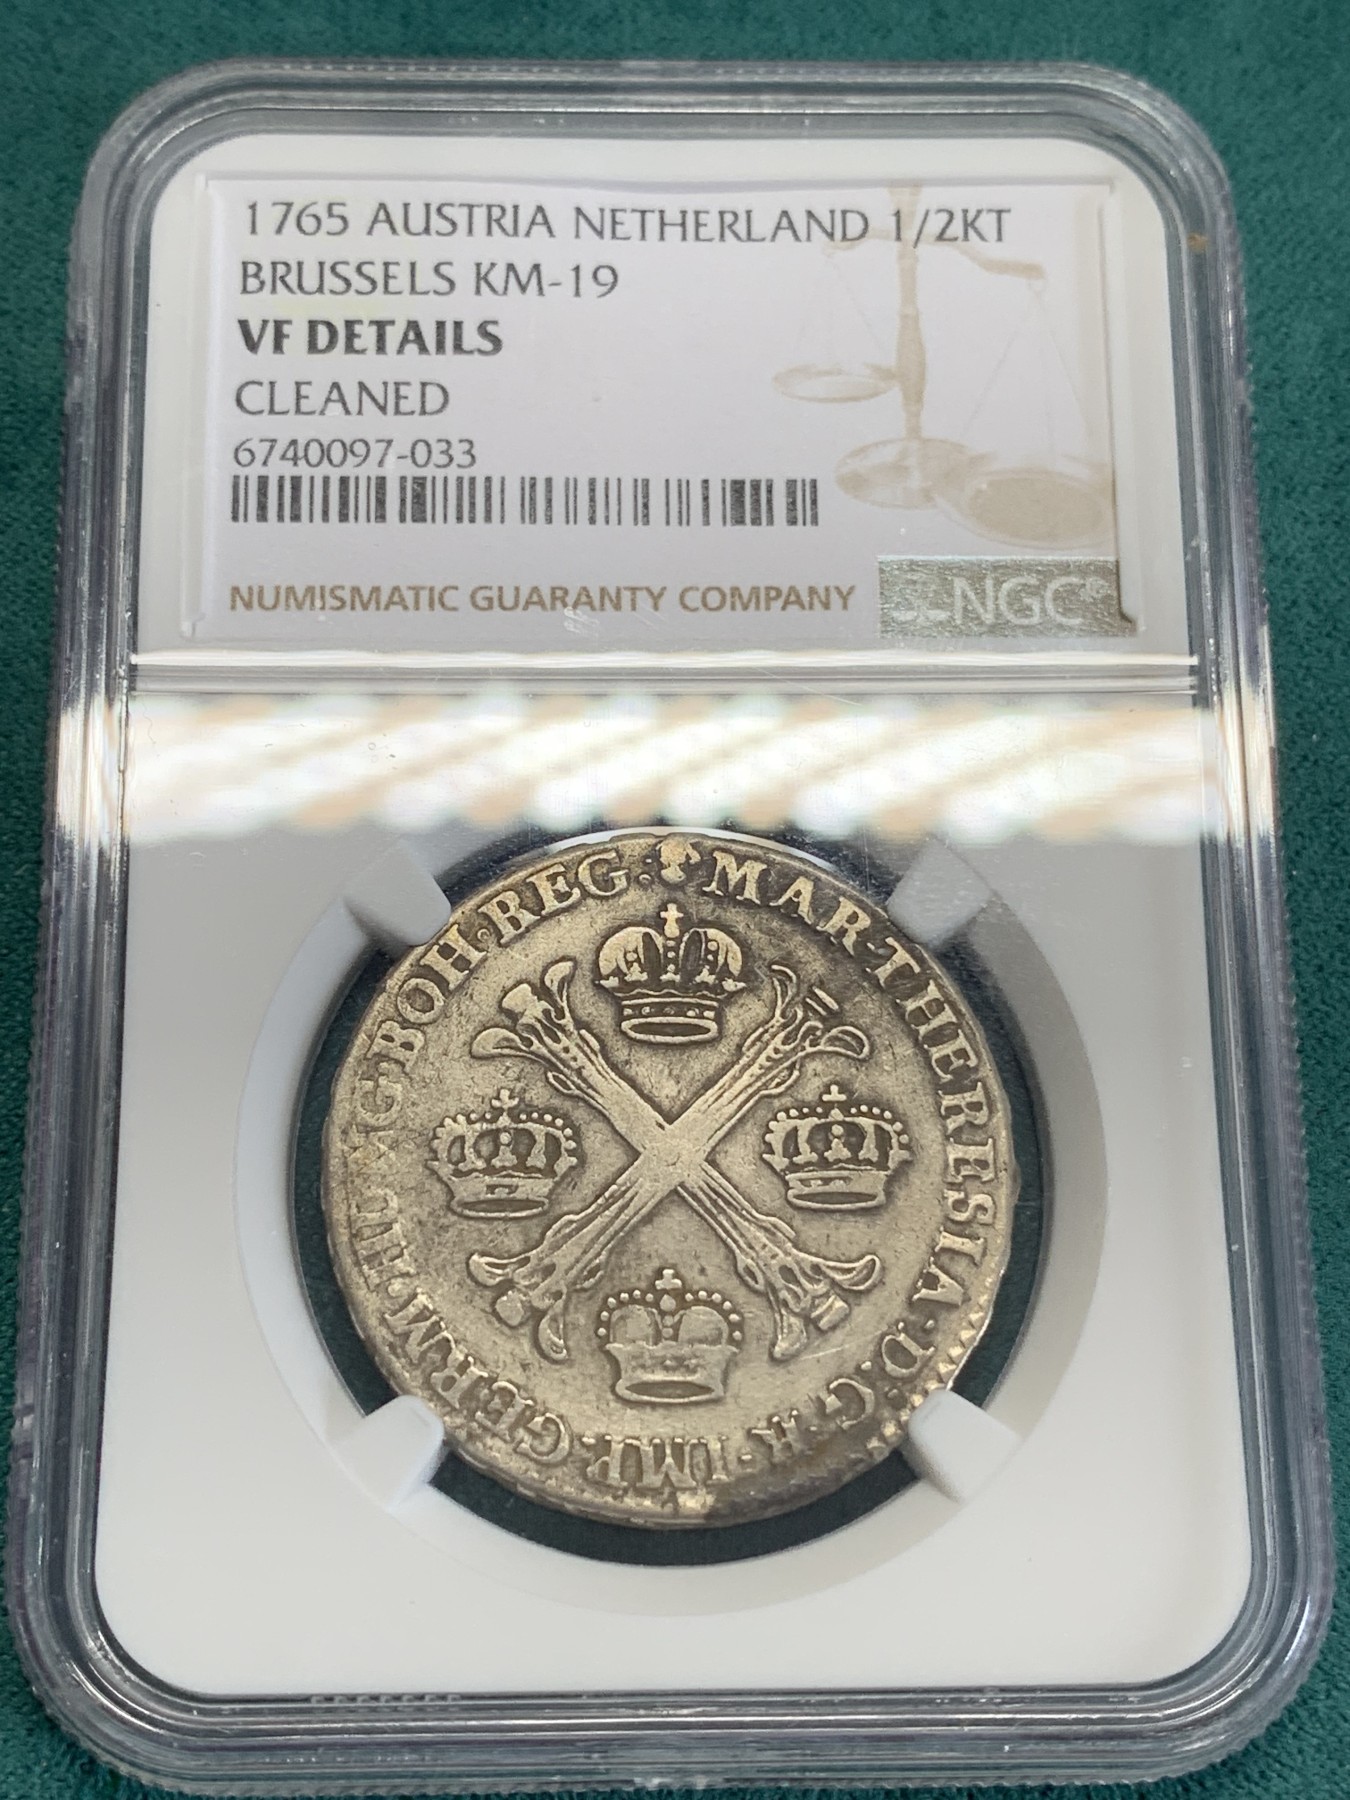 1765 AUSTRIA NETHERLAND 1/2KT
BRUSSELS KM-19
VF DETAILS
CLEANED
6740097-033
NUMISMATIC GUARANTY COMPANY
NGC®
MAR·THERESIA·D:G·R·IMP·GERM·HUNG·BOH·REG·